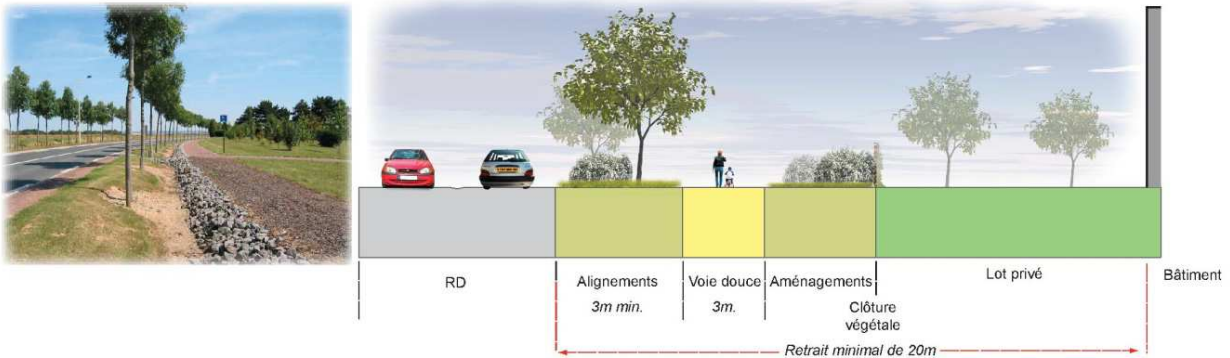 RD
Alignements
3m min.
Voie douce
3m.
Aménagements
Clôture
végétale
Lot privé
Bâtiment
Retrait minimal de 20m